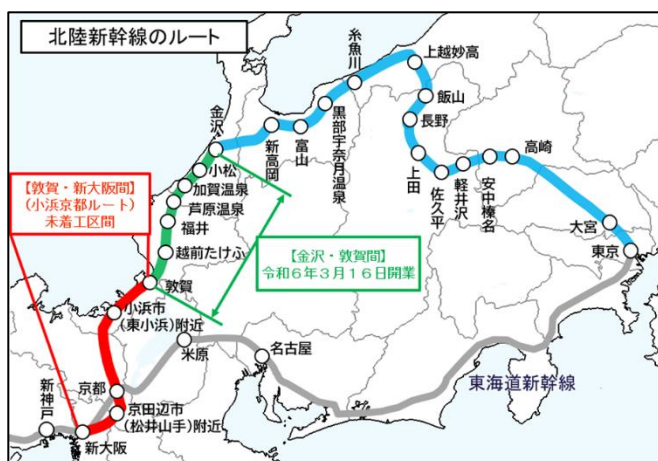 北陸新幹線のルート
糸魚川
上越妙高
飯山
長野
金沢
新高岡
富山
黒部宇奈月温泉
上田
佐久平
軽井沢
安中榛名
高崎
大宮
東京
小松
加賀温泉
芦原温泉
福井
越前たけふ
敦賀
【敦賀・新大阪間】
(小浜京都ルート)
未着工区間
【金沢・敦賀間】
令和6年3月16日開業
小浜市
(東小浜)附近
米原
名古屋
東海道新幹線
京都
京田辺市
(松井山手)附近
新神戸
新大阪